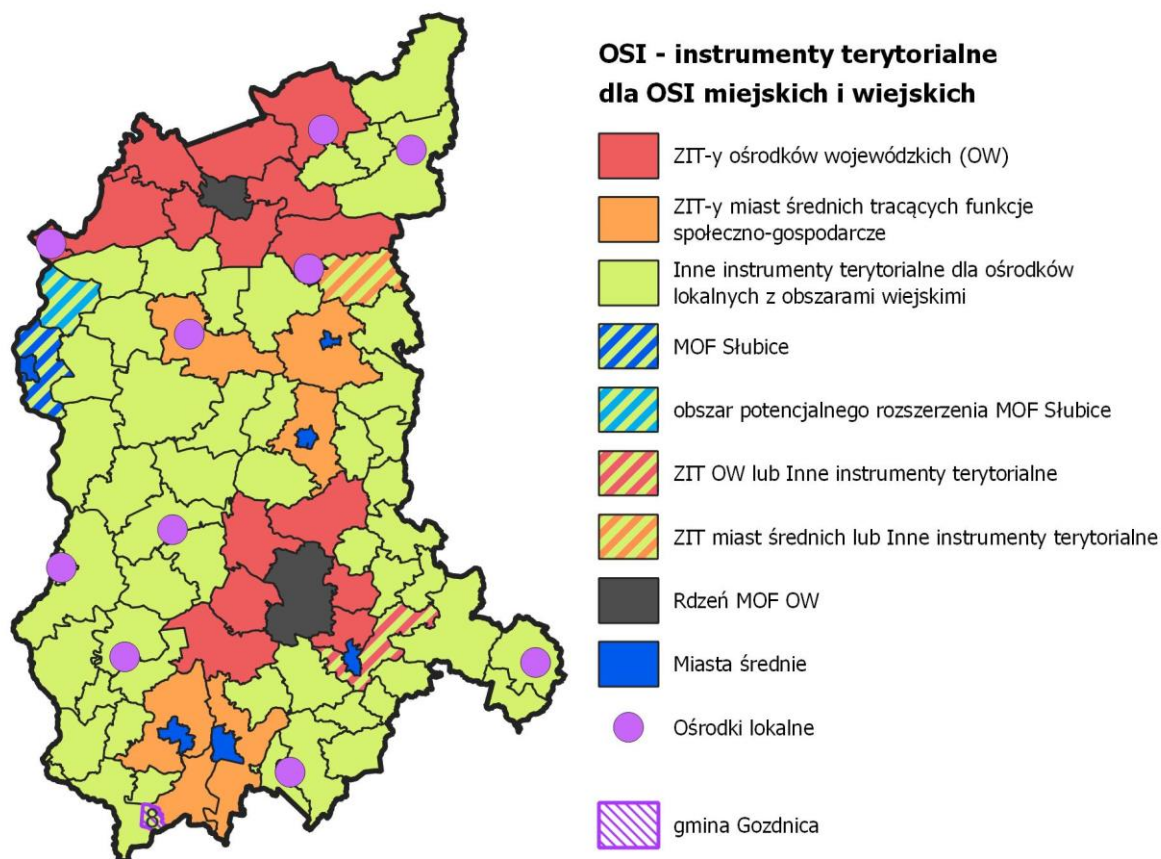 OSI - instrumenty terytorialne
dla OSI miejskich i wiejskich
ZIT-y ośrodków wojewódzkich (OW)
ZIT-y miast średnich tracących funkcje
społeczno-gospodarcze
Inne instrumenty terytorialne dla ośrodków
lokalnych z obszarami wiejskimi
MOF Słubice
obszar potencjalnego rozszerzenia MOF Słubice
ZIT OW lub Inne instrumenty terytorialne
ZIT miast średnich lub Inne instrumenty terytorialne
Rdzeń MOF OW
Miasta średnie
Ośrodki lokalne
8
gmina Gozdnica